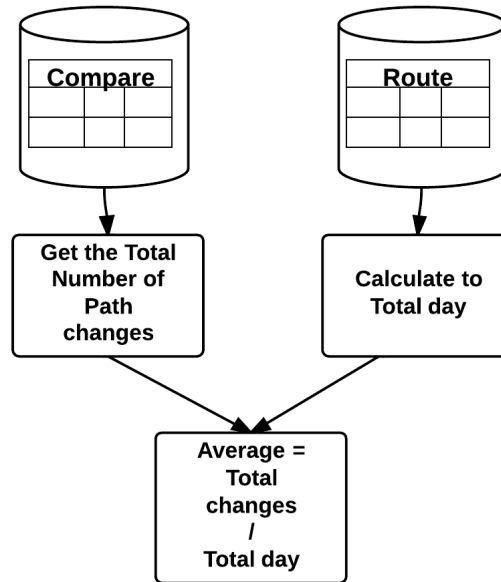 Compare
Route
Get the Total
Number of
Path
changes
Calculate to
Total day
Average =
Total
changes
/
Total day